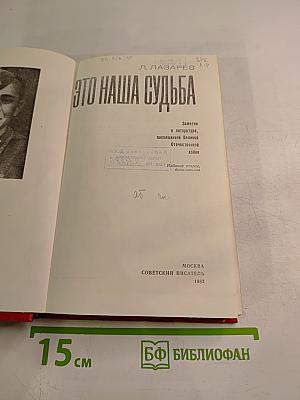 Л. ЛАЗАРЕВ
ЭТО НАША СУДЬБА
Заметки
о литературе,
посвященной Великой
Отечественной
войне
Издание второе,
дополненное
МОСКВА
СОВЕТСКИЙ ПИСАТЕЛЬ
1983
15 см
БФ БИБЛИОФАН